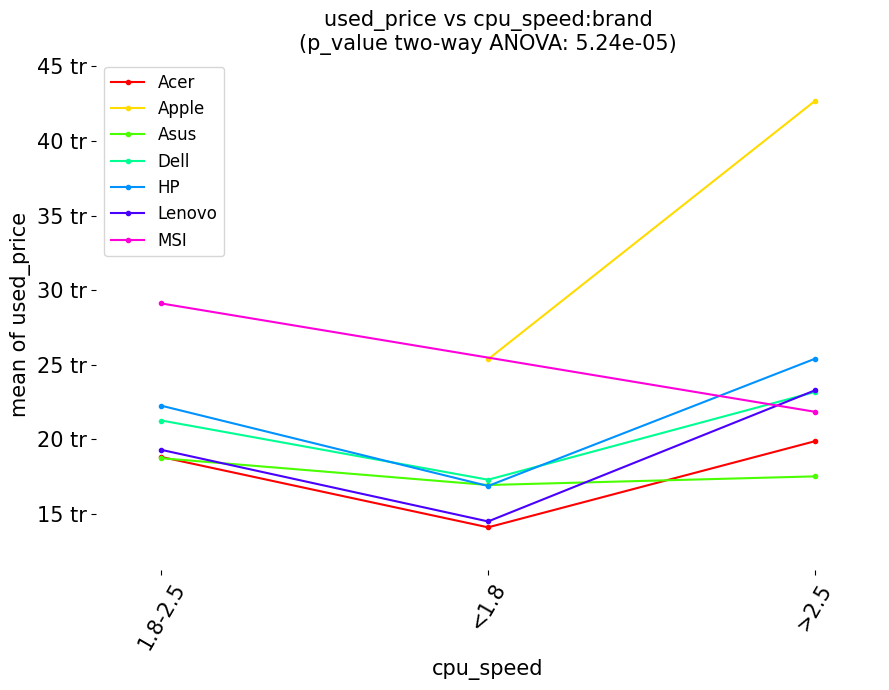 used_price vs cpu_speed:brand
(p_value two-way ANOVA: 5.24e-05)
45 tr
40 tr
35 tr
30 tr
25 tr
20 tr
15 tr
mean of used_price
Acer
Apple
Asus
Dell
HP
Lenovo
MSI
1.8-2.5
<1.8
>2.5
cpu_speed